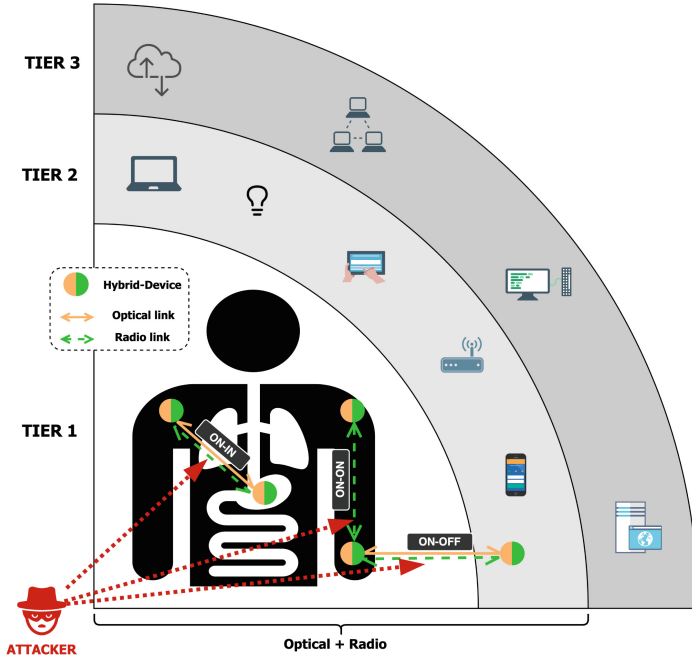 TIER 3
TIER 2
Hybrid-Device
Optical link
Radio link
TIER 1
ON-IN
ON-ON
ON-OFF
ATTACKER
Optical + Radio